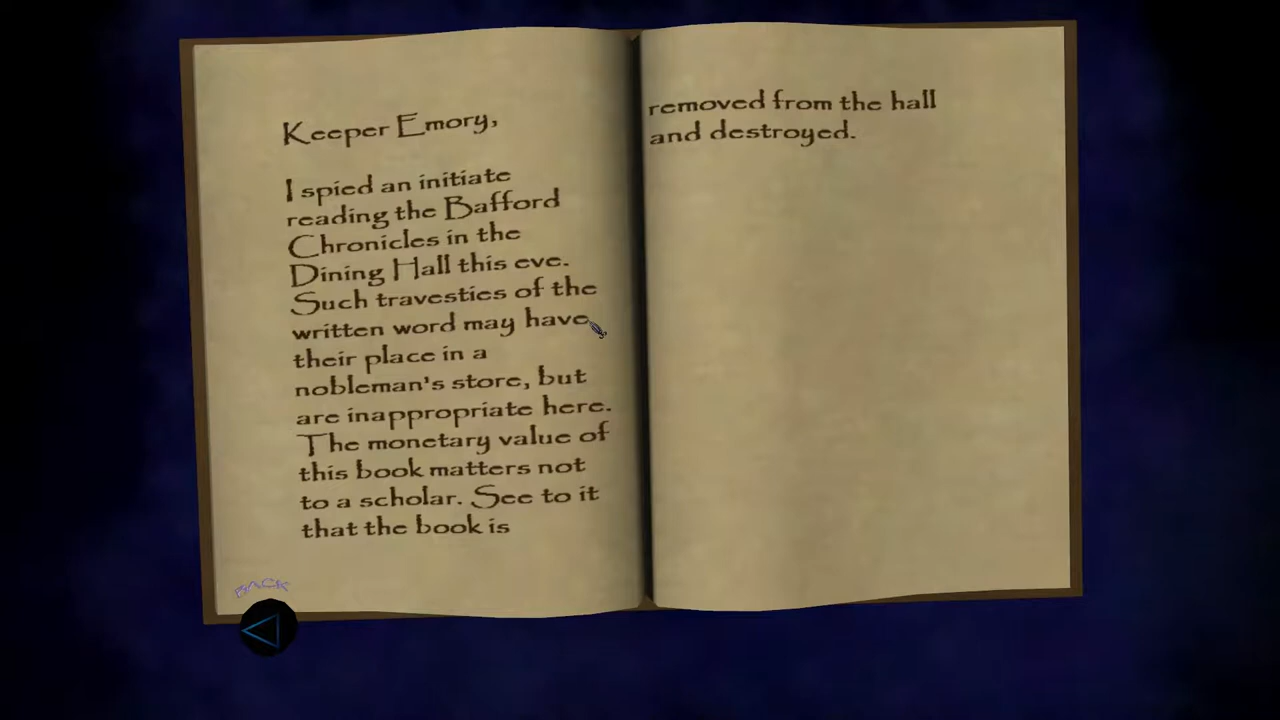 Keeper Emory,
I spied an initiate
reading the Bafford
Chronicles in the
Dining Hall this eve.
Such travesties of the
written word may have
their place in a
nobleman's store, but
are inappropriate here.
The monetary value of
this book matters not
to a scholar. See to it
that the book is
removed from the hall
and destroyed.
BACK